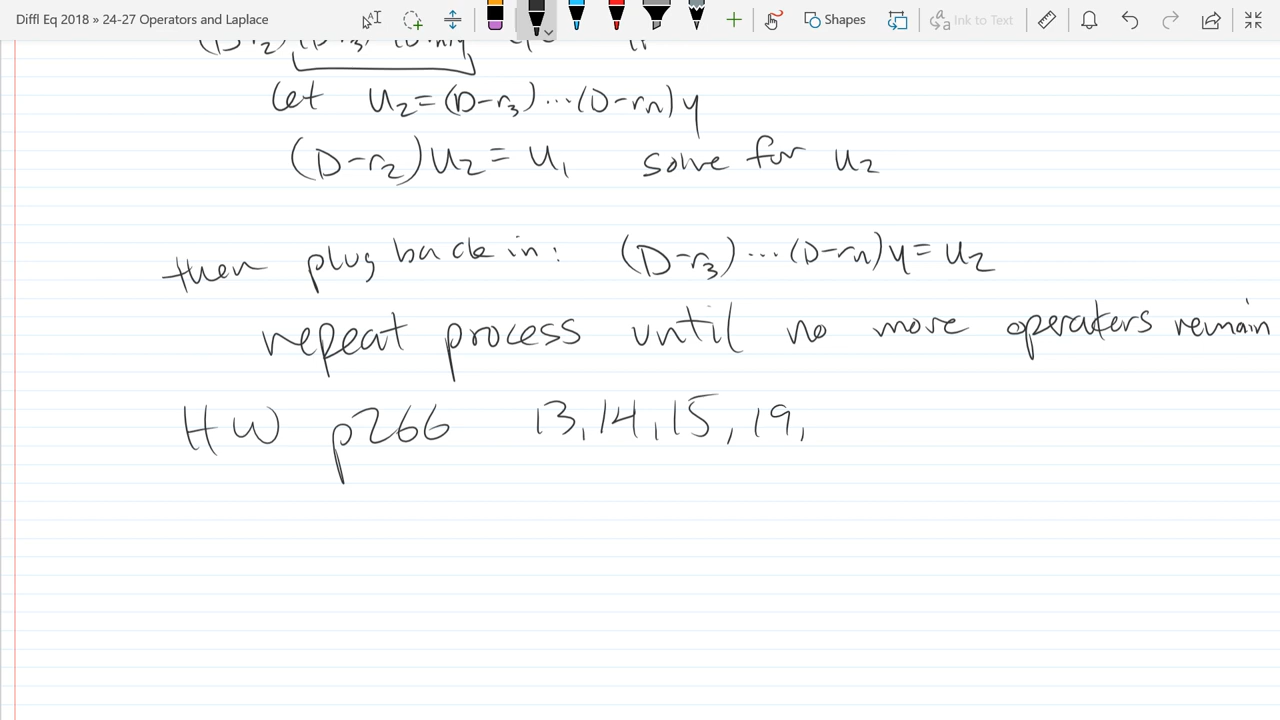 Diffl Eq 2018 » 24-27 Operators and Laplace
Shapes
Ink to Text
let u₂=(D-r₃)...(D-rn)y
(D-r₂)u₂=u₁ solve for u₂
then plug back in: (D-r₃)...(D-rn)y=u₂
repeat process until no more operaters remain
HW p266 13,14,15,19,